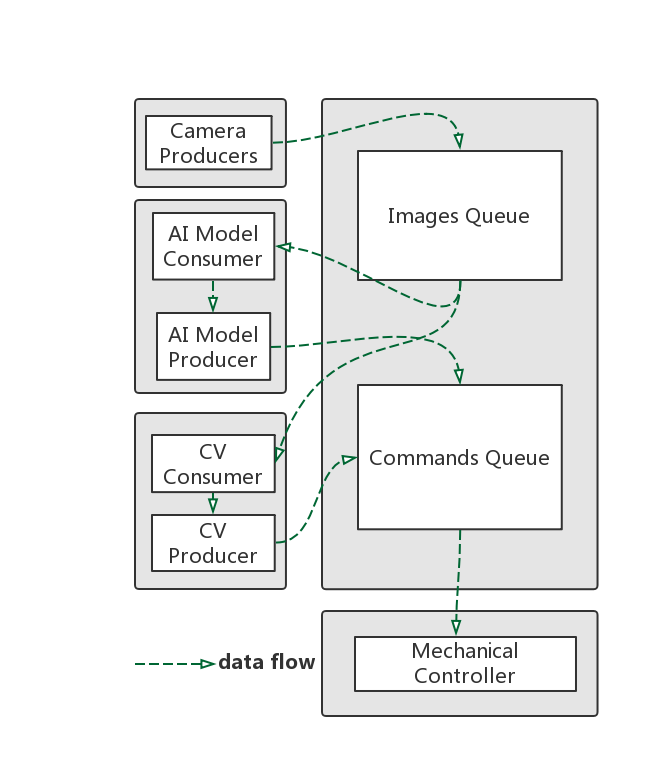 Camera
Producers
Images Queue
AI Model
Consumer
AI Model
Producer
CV
Consumer
Commands Queue
CV
Producer
Mechanical
Controller
data flow